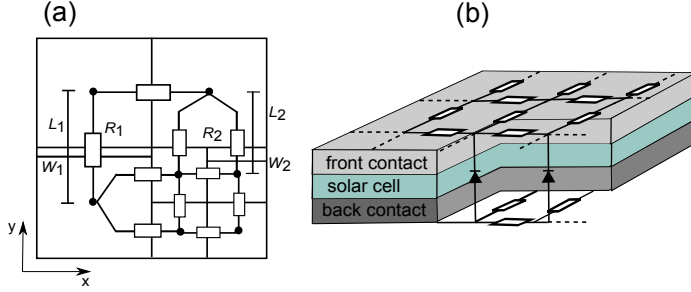 (a)
(b)
L1
R1
W1
R2
L2
W2
y
x
front contact
solar cell
back contact